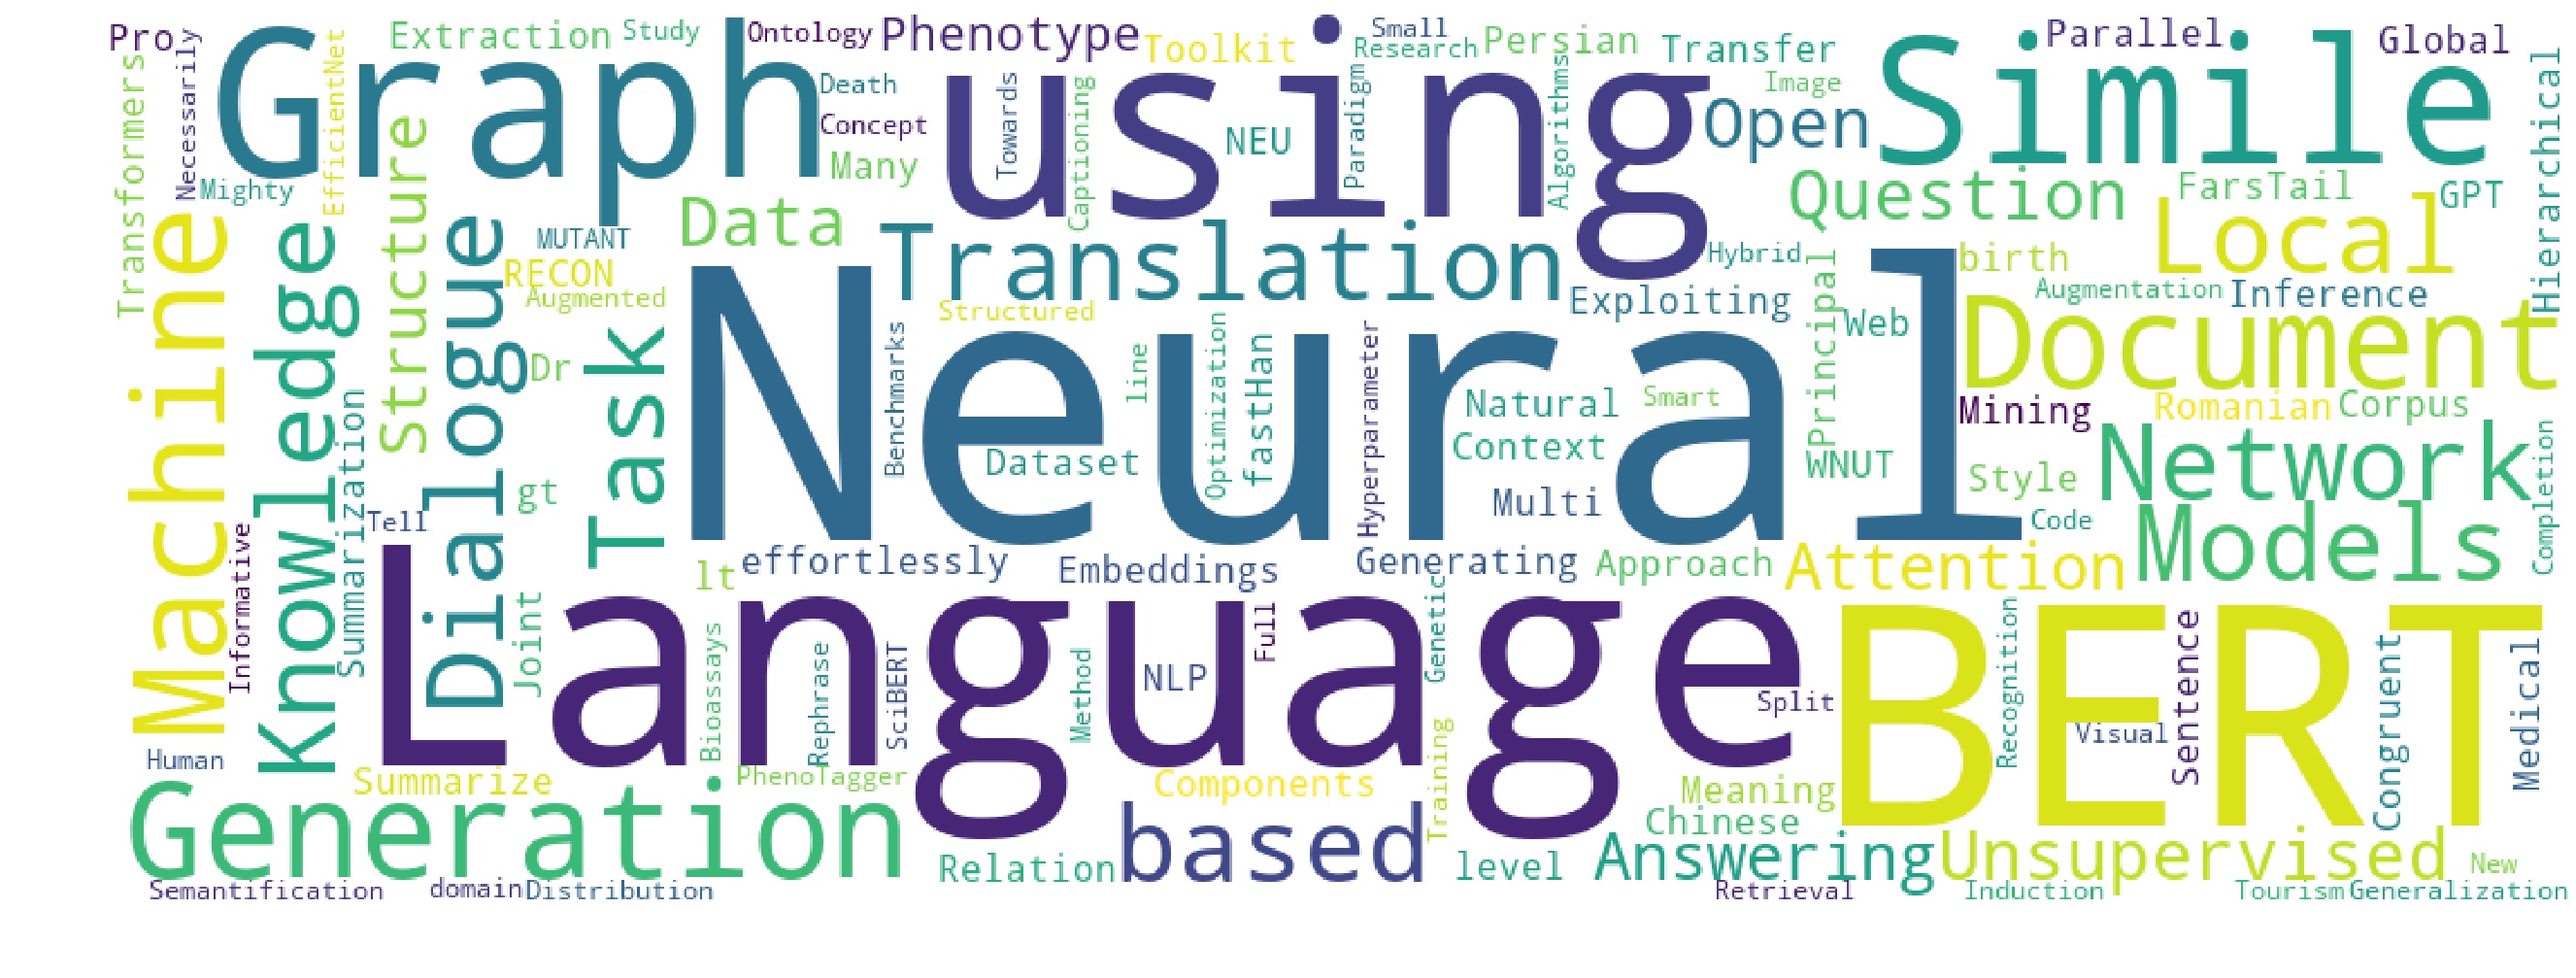 Pro
Extraction
Study
Ontology
Phenotype
Toolkit
Small
Research
Persian
Transfer
Parallel
Global
Transformers
Necessarily
EfficientNet
Graph
Death
Concept
Many
using
Towards
Captioning
NEU
Paradigm
Algorithms
Image
Open
Simile
Hierarchical
Mighty
Structure
Data
Question
FarsTail
GPT
Machine
Knowledge
Dialogue
MUTANT
RECON
Augmented
Translation
Hybrid
birth
Local
Structured
Exploiting
Principal
Web
Augmentation
Inference
Document
Dr
Task
Neural
Benchmarks
line
Optimization
fastHan
Hyperparameter
Natural
Smart
Mining
Romanian
Corpus
Summarization
Dataset
Context
WNUT
Style
Network
gt
Multi
Code
Completion
Tell
Informative
lt
effortlessly
Embeddings
Generating
Approach
Attention
Models
Language
Joint
Bioassays
Rephrase
SciBERT
Method
NLP
Full
Genetic
Split
BERT
Recognition
Visual
Sentence
Congruent
Medical
Human
Summarize
PhenoTagger
Components
Training
Meaning
Generation
Chinese
Relation
based
level
Answering
Unsupervised
New
Semantification
domain
Distribution
Retrieval
Induction
Tourism
Generalization